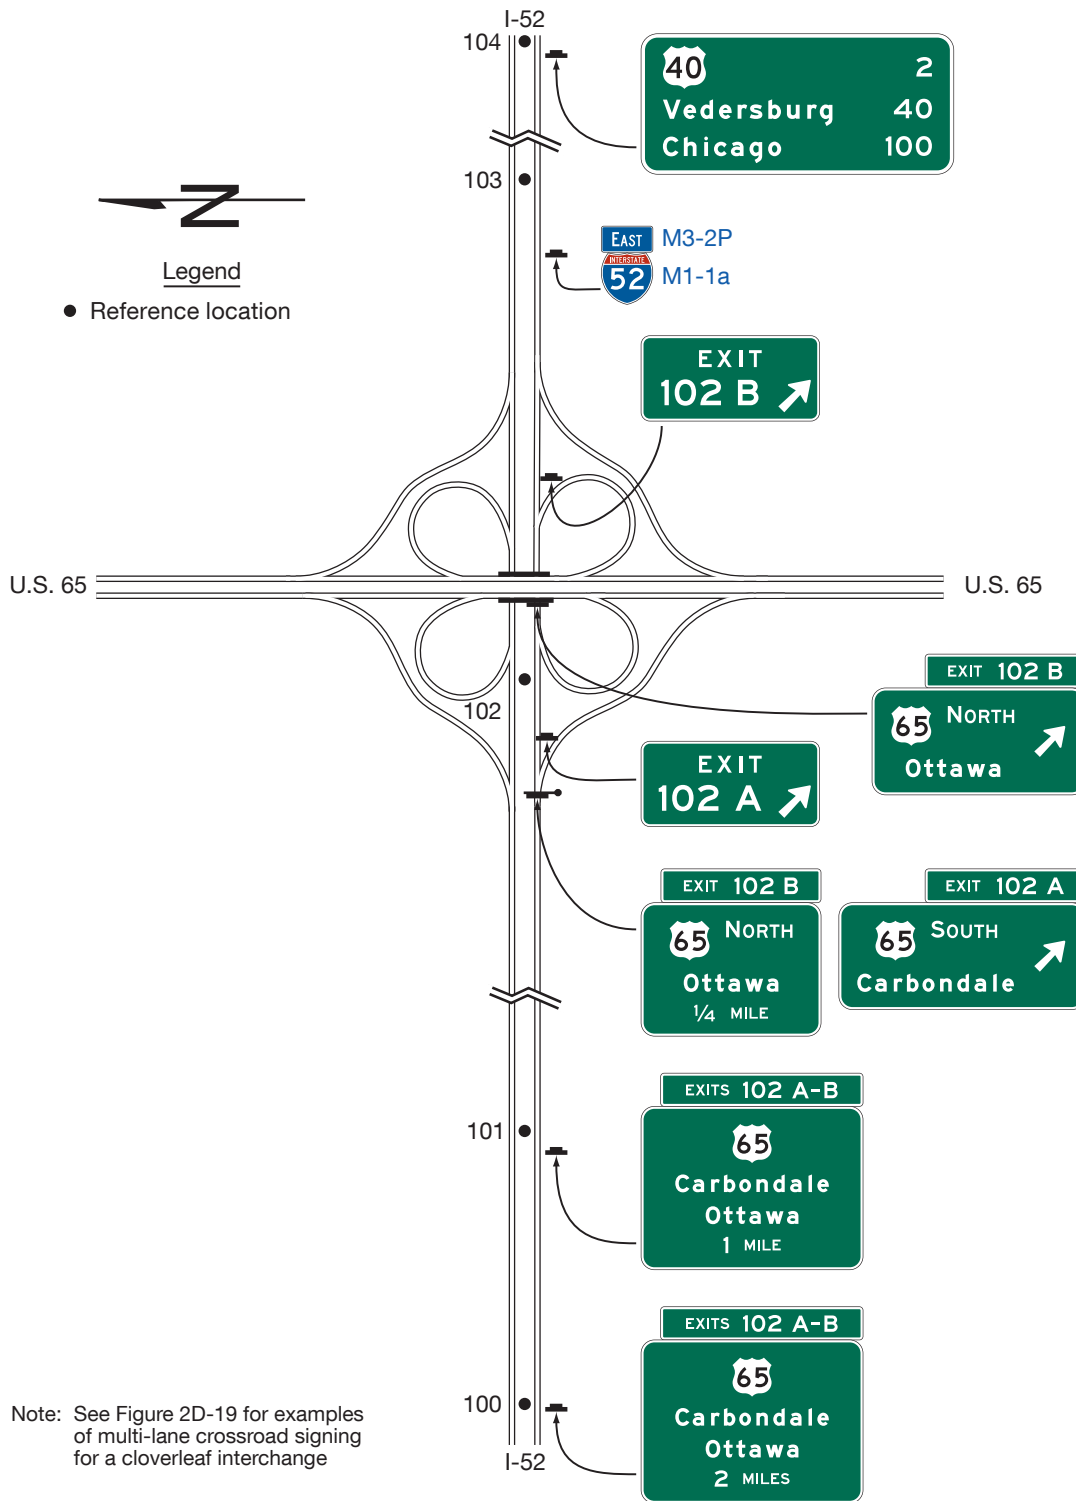 I-52
104
40 2
Vedersburg 40
Chicago 100
103
N
EAST M3-2P
INTERSTATE
52 M1-1a
Legend
Reference location
EXIT
102 B
U.S. 65
U.S. 65
EXIT 102 B
65 NORTH
Ottawa
102
EXIT
102 A
EXIT 102 B
65 NORTH
Ottawa
1/4 MILE
EXIT 102 A
65 SOUTH
Carbondale
EXITS 102 A-B
65
Carbondale
Ottawa
1 MILE
101
EXITS 102 A-B
65
Carbondale
Ottawa
2 MILES
100
I-52
Note: See Figure 2D-19 for examples
of multi-lane crossroad signing
for a cloverleaf interchange